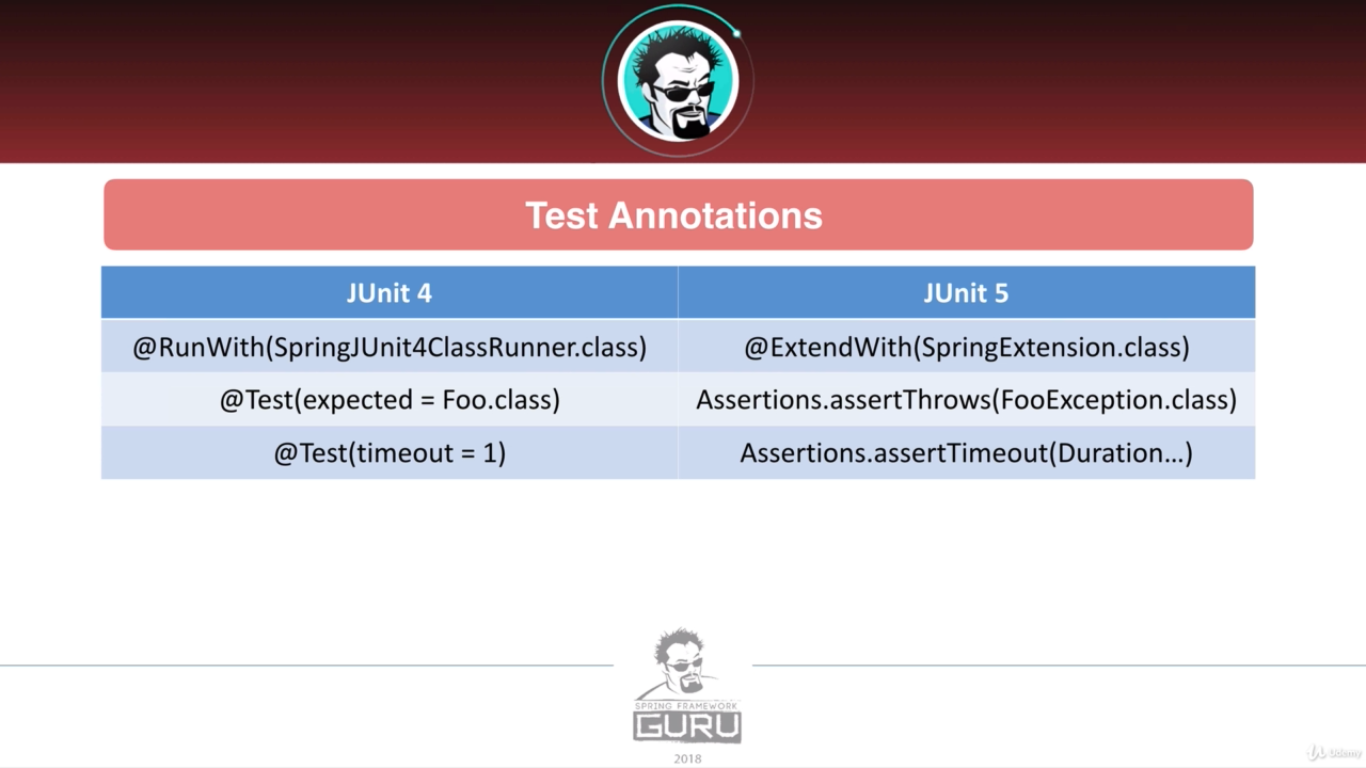 Test Annotations
JUnit 4 JUnit 5
@RunWith(SpringJUnit4ClassRunner.class) @ExtendWith(SpringExtension.class)
@Test(expected = Foo.class) Assertions.assertThrows(FooException.class)
@Test(timeout = 1) Assertions.assertTimeout(Duration...)
SPRING FRAMEWORK
GURU
2018
Udemy